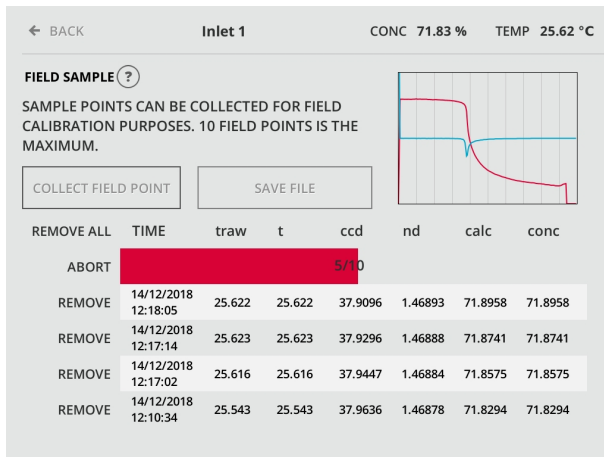 BACK Inlet 1 CONC 71.83 % TEMP 25.62 °C
FIELD SAMPLE ?
SAMPLE POINTS CAN BE COLLECTED FOR FIELD
CALIBRATION PURPOSES. 10 FIELD POINTS IS THE
MAXIMUM.
COLLECT FIELD POINT SAVE FILE
REMOVE ALL TIME traw t ccd nd calc conc
ABORT 5/10
REMOVE 14/12/2018 12:18:05 25.622 25.622 37.9096 1.46893 71.8958 71.8958
REMOVE 14/12/2018 12:17:14 25.623 25.623 37.9296 1.46888 71.8741 71.8741
REMOVE 14/12/2018 12:17:02 25.616 25.616 37.9447 1.46884 71.8575 71.8575
REMOVE 14/12/2018 12:10:34 25.543 25.543 37.9636 1.46878 71.8294 71.8294